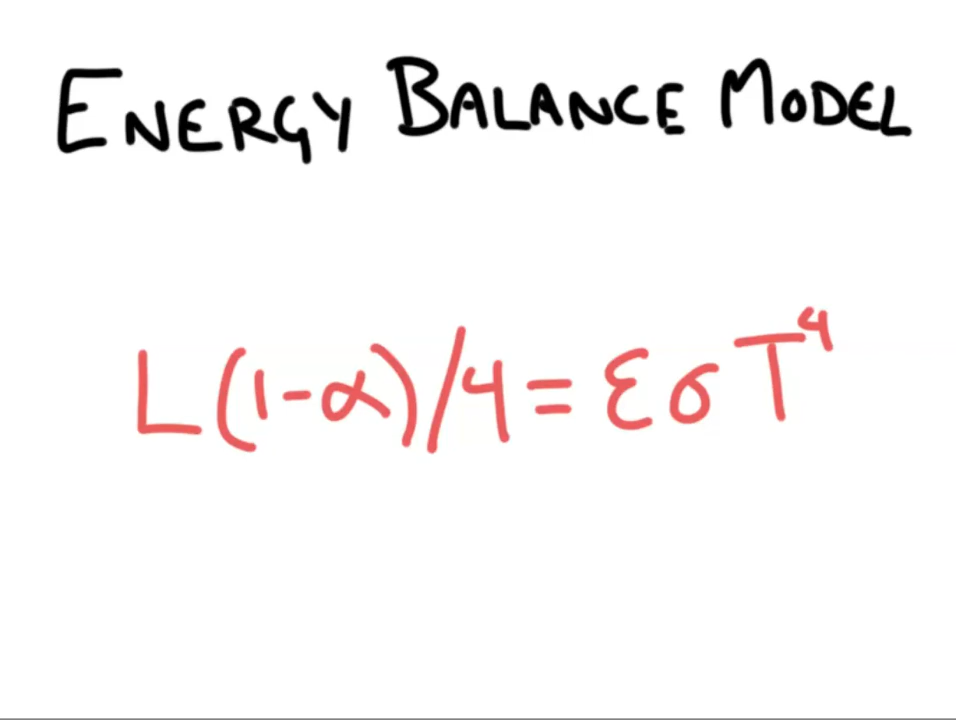 ENERGY BALANCE MODEL
L(1-α)/4 = εσT⁴